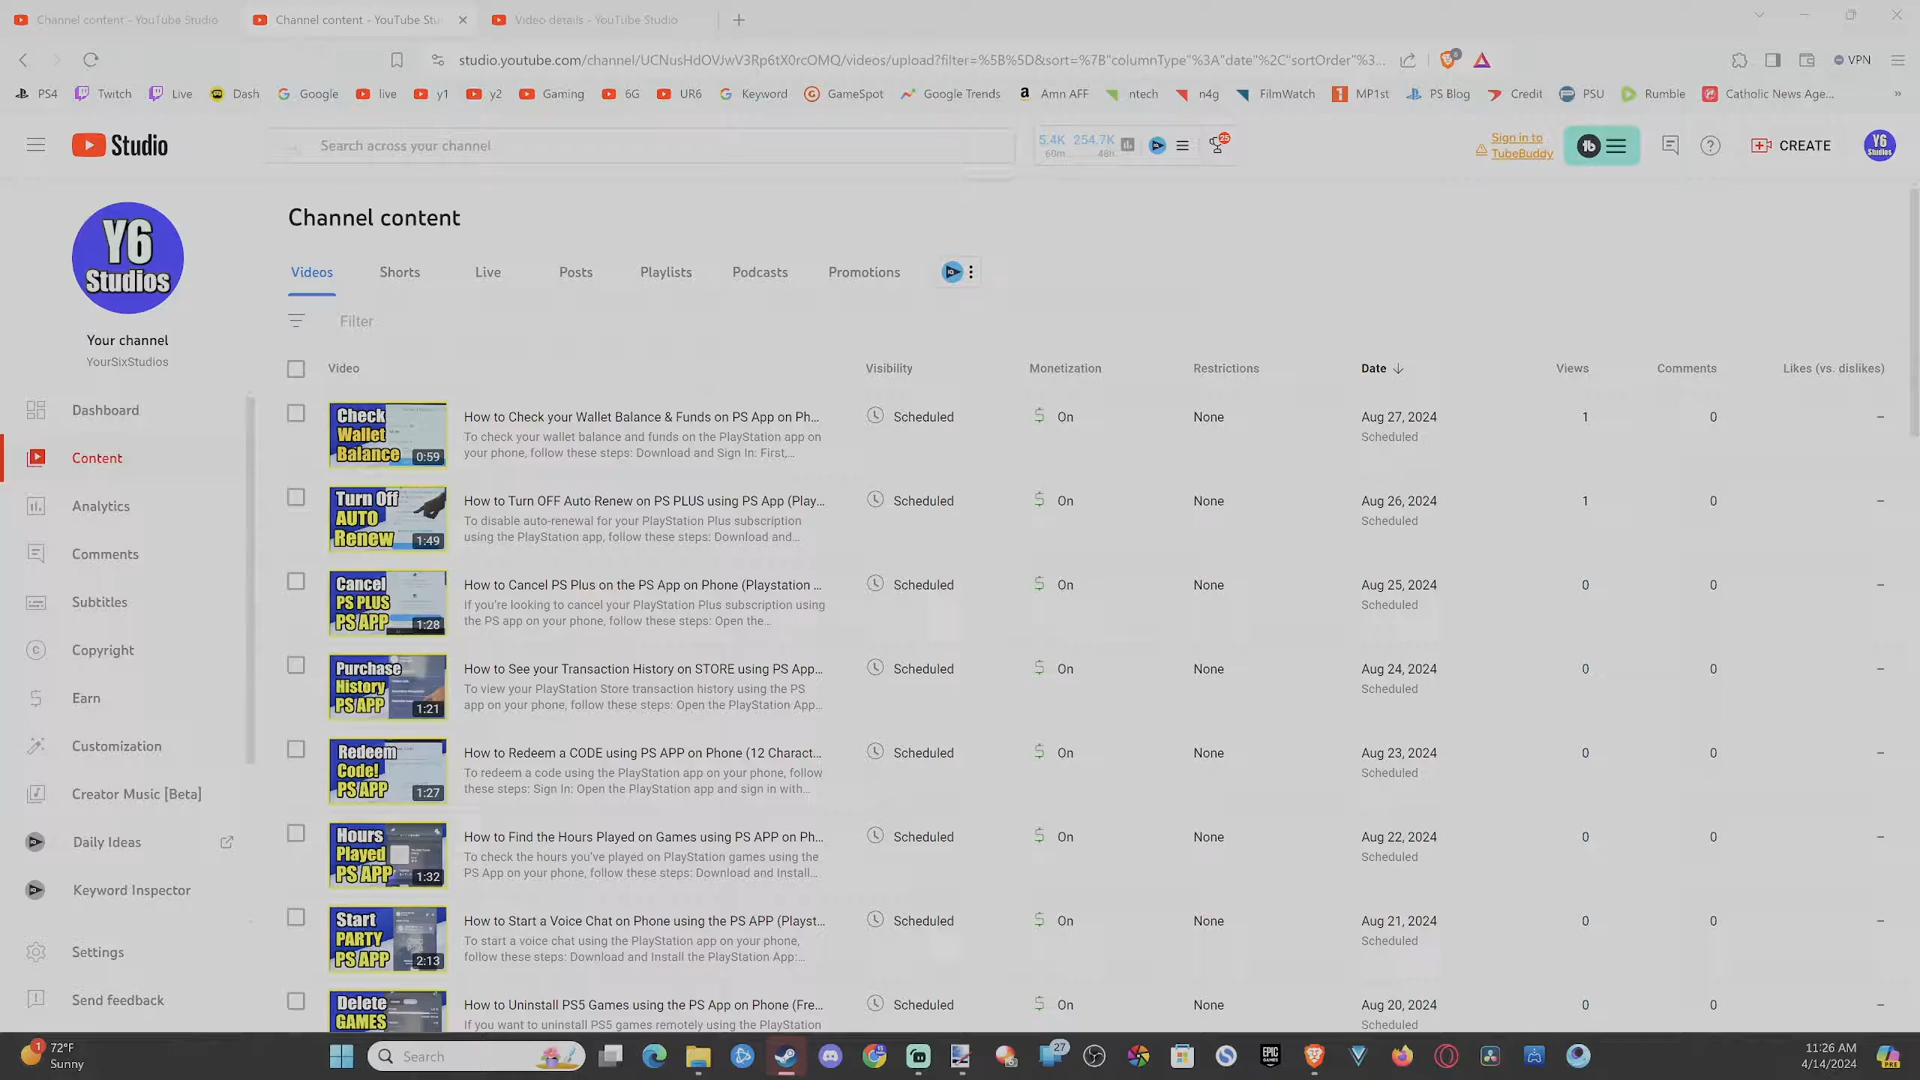 Channel content - YouTube Studio
Channel content - YouTube Stu
Video details - YouTube Studio
studio.youtube.com/channel/UCNusHdOVJwV3Rp6tX0rcOMQ/videos/upload?filter=%5B%5D&sort=%7B"columnType"%3A"date"%2C"sortOrder"%3...
VPN
PS4 Twitch Live Dash Google live y1 y2 Gaming 6G UR6 Keyword GameSpot Google Trends Amn AFF ntech n4g FilmWatch MP1st PS Blog Credit PSU Rumble Catholic News Age...
Studio
Search across your channel
5.4K 254.7K
60m 48h
25
Sign in to
TubeBuddy
CREATE
Y6
Studios
Y6
Studios
Your channel
YourSixStudios
Dashboard
Content
Analytics
Comments
Subtitles
Copyright
Earn
Customization
Creator Music [Beta]
Daily Ideas
Keyword Inspector
Settings
Send feedback
Channel content
Videos Shorts Live Posts Playlists Podcasts Promotions
Filter
Video Visibility Monetization Restrictions Date Views Comments Likes (vs. dislikes)
Check
Wallet
Balance
0:59
How to Check your Wallet Balance & Funds on PS App on Ph... Scheduled On None Aug 27, 2024 1 0 –
To check your wallet balance and funds on the PlayStation app on Scheduled
your phone, follow these steps: Download and Sign In: First,...
Turn Off
AUTO
Renew
1:49
How to Turn OFF Auto Renew on PS PLUS using PS App (Play... Scheduled On None Aug 26, 2024 1 0 –
To disable auto-renewal for your PlayStation Plus subscription Scheduled
using the PlayStation app, follow these steps: Download and...
Cancel
PS PLUS
PS APP
1:28
How to Cancel PS Plus on the PS App on Phone (Playstation ... Scheduled On None Aug 25, 2024 0 0 –
If you're looking to cancel your PlayStation Plus subscription using Scheduled
the PS app on your phone, follow these steps: Open the...
Purchase
History
PS APP
1:21
How to See your Transaction History on STORE using PS App... Scheduled On None Aug 24, 2024 0 0 –
To view your PlayStation Store transaction history using the PS Scheduled
app on your phone, follow these steps: Open the PlayStation App...
Redeem
Code!
PS APP
1:27
How to Redeem a CODE using PS APP on Phone (12 Charact... Scheduled On None Aug 23, 2024 0 0 –
To redeem a code using the PlayStation app on your phone, follow Scheduled
these steps: Sign In: Open the PlayStation app and sign in with...
Hours
Played
PS APP
1:32
How to Find the Hours Played on Games using PS APP on Ph... Scheduled On None Aug 22, 2024 0 0 –
To check the hours you've played on PlayStation games using the Scheduled
PS App on your phone, follow these steps: Download and Install...
Start
PARTY
PS APP
2:13
How to Start a Voice Chat on Phone using the PS APP (Playst... Scheduled On None Aug 21, 2024 0 0 –
To start a voice chat using the PlayStation app on your phone, Scheduled
follow these steps: Download and Install the PlayStation App:...
Delete
GAMES
How to Uninstall PS5 Games using the PS App on Phone (Fre... Scheduled On None Aug 20, 2024 0 0 –
If you want to uninstall PS5 games remotely using the PlayStation Scheduled
1
72°F
Sunny
Search
27
EPIC
GAMES
11:26 AM
4/14/2024
PRE